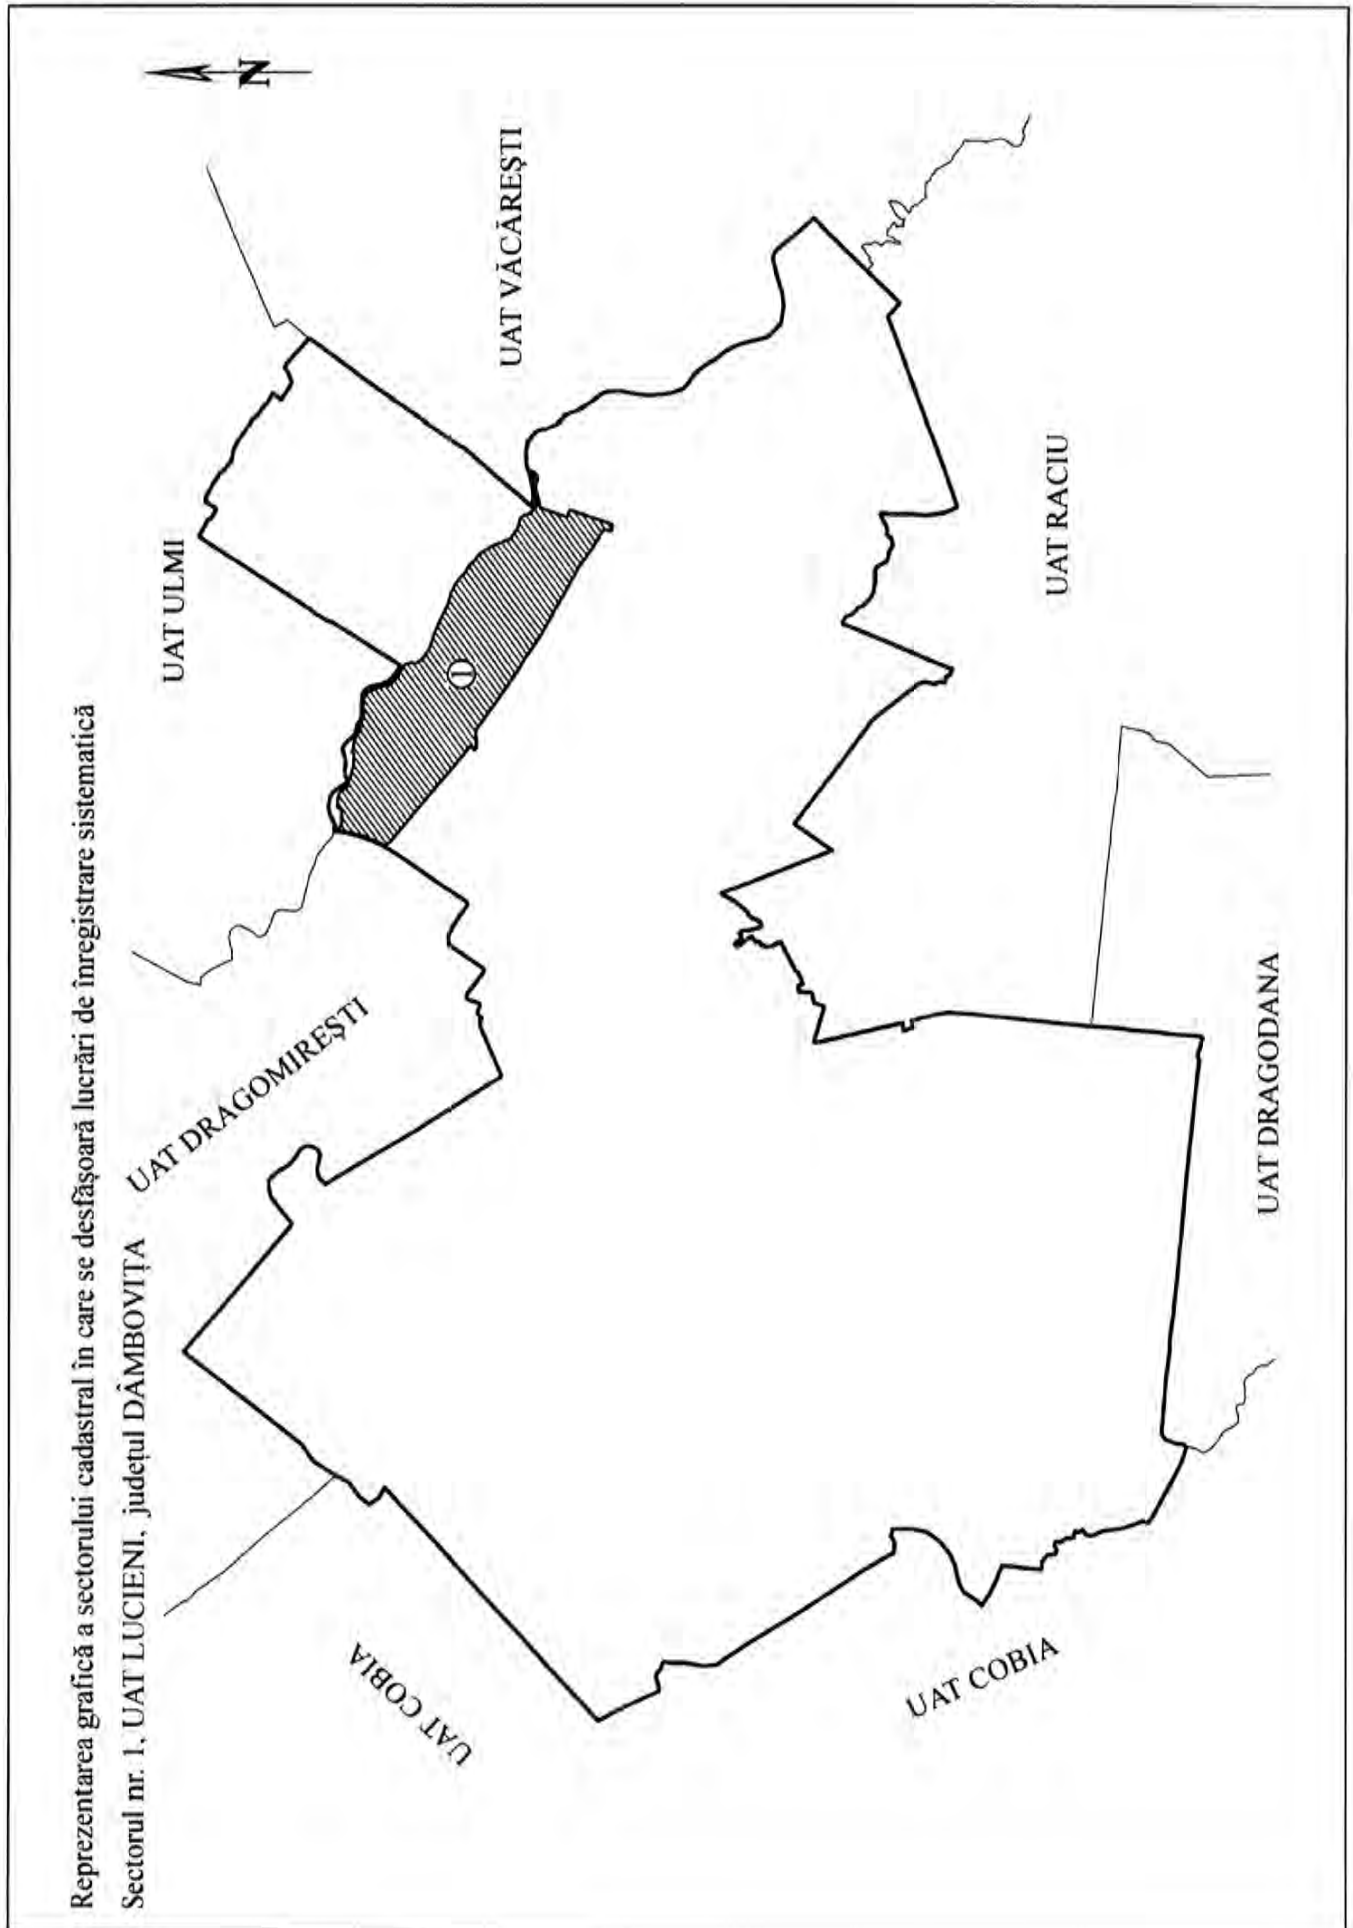 Reprezentarea grafică a sectorului cadastral în care se desfășoară lucrări de înregistrare sistematică
Sectorul nr. 1, UAT LUCIENI, județul DÂMBOVIȚA
N
UAT ULMI
UAT DRAGOMIREȘTI
UAT VĂCĂREȘTI
1
UAT COBIA
UAT RACIU
UAT COBIA
UAT DRAGODANA